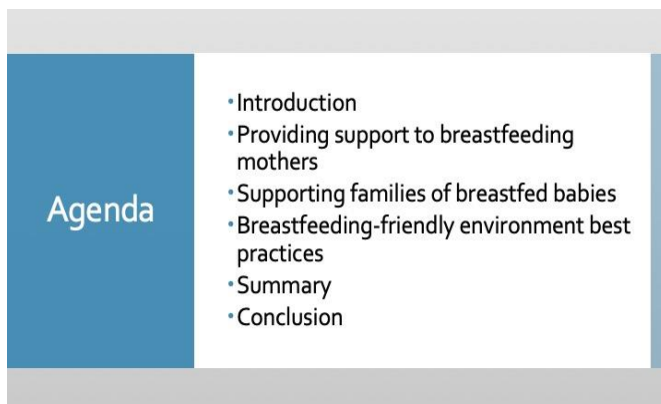 Agenda
•Introduction
•Providing support to breastfeeding
mothers
•Supporting families of breastfed babies
•Breastfeeding-friendly environment best
practices
•Summary
•Conclusion